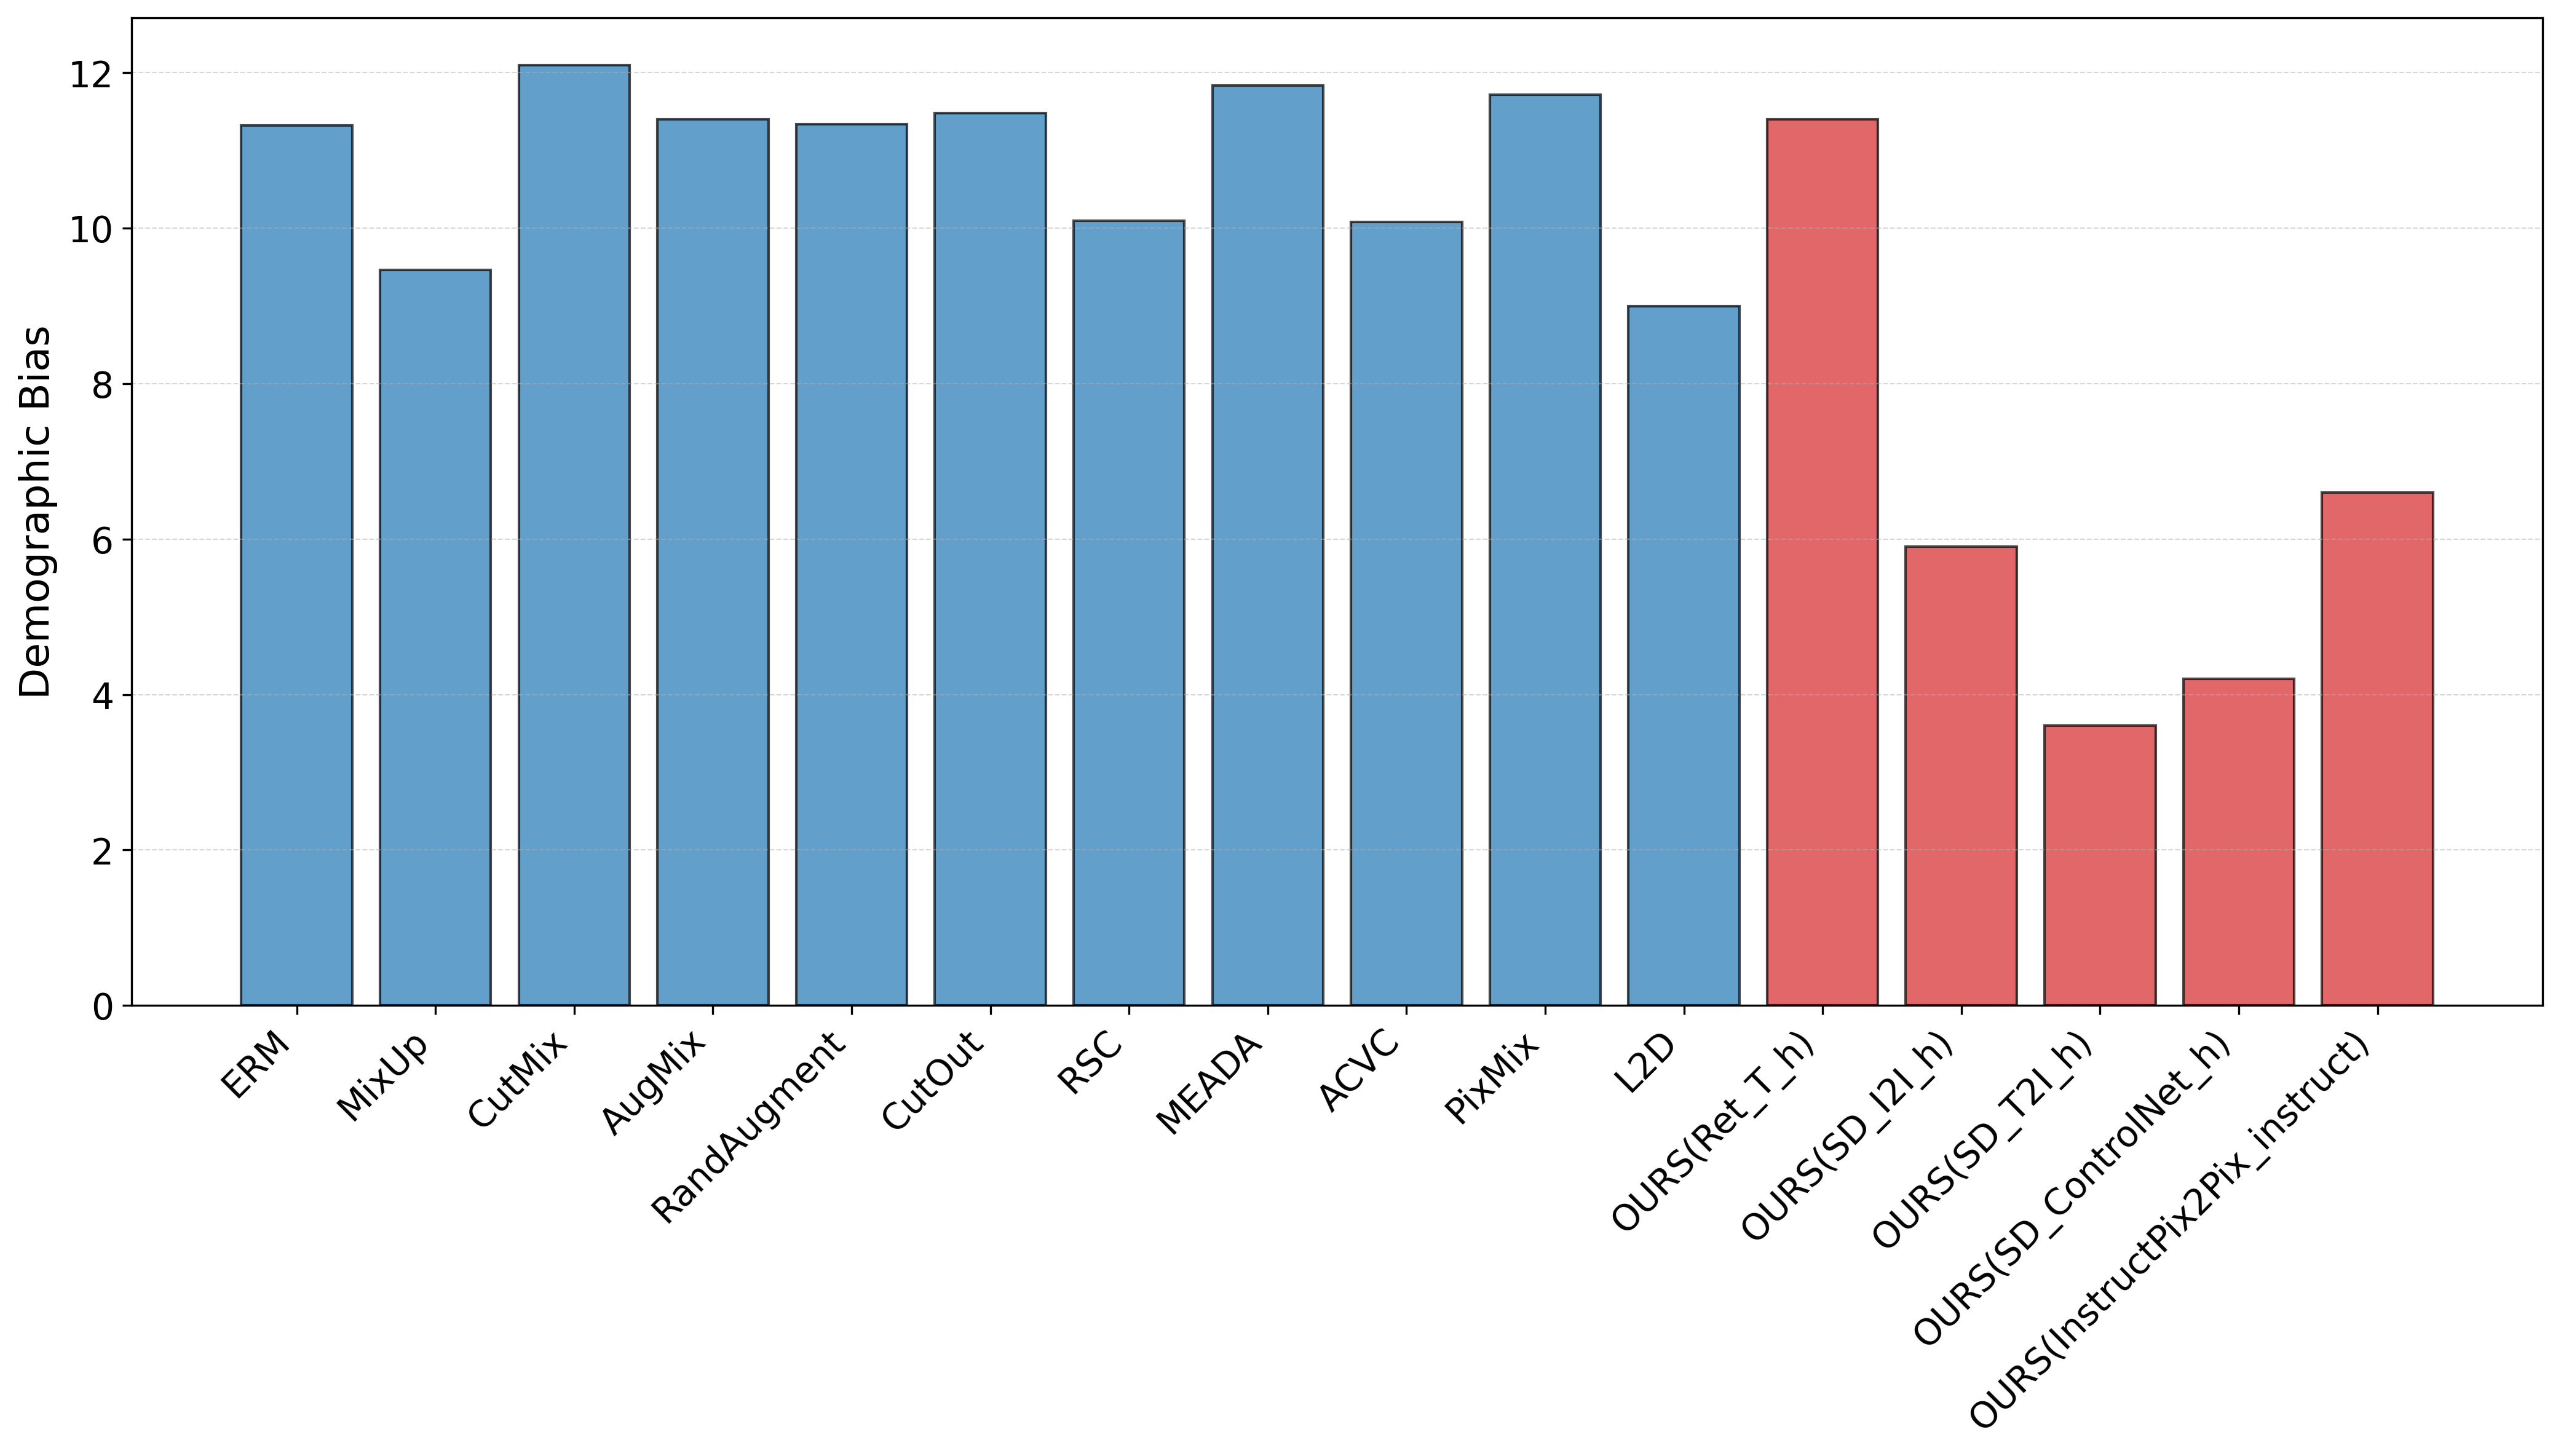 Demographic Bias
12
10
8
6
4
2
0
ERM
MixUp
CutMix
AugMix
RandAugment
CutOut
RSC
MEADA
ACVC
PixMix
L2D
OURS(Ret_T_h)
OURS(SD_I2I_h)
OURS(SD_T2I_h)
OURS(SD_ControlNet_h)
OURS(InstructPix2Pix_instruct)